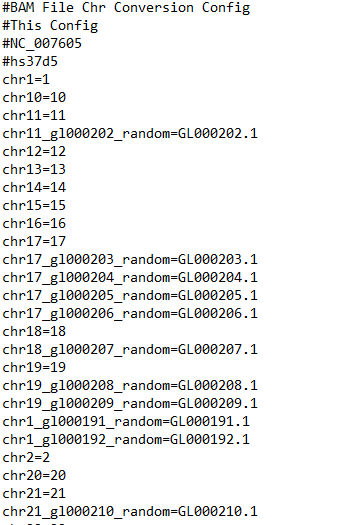 #BAM File Chr Conversion Config
#This Config
#NC_007605
#hs37d5
chr1=1
chr10=10
chr11=11
chr11_gl000202_random=GL000202.1
chr12=12
chr13=13
chr14=14
chr15=15
chr16=16
chr17=17
chr17_gl000203_random=GL000203.1
chr17_gl000204_random=GL000204.1
chr17_gl000205_random=GL000205.1
chr17_gl000206_random=GL000206.1
chr18=18
chr18_gl000207_random=GL000207.1
chr19=19
chr19_gl000208_random=GL000208.1
chr19_gl000209_random=GL000209.1
chr1_gl000191_random=GL000191.1
chr1_gl000192_random=GL000192.1
chr2=2
chr20=20
chr21=21
chr21_gl000210_random=GL000210.1